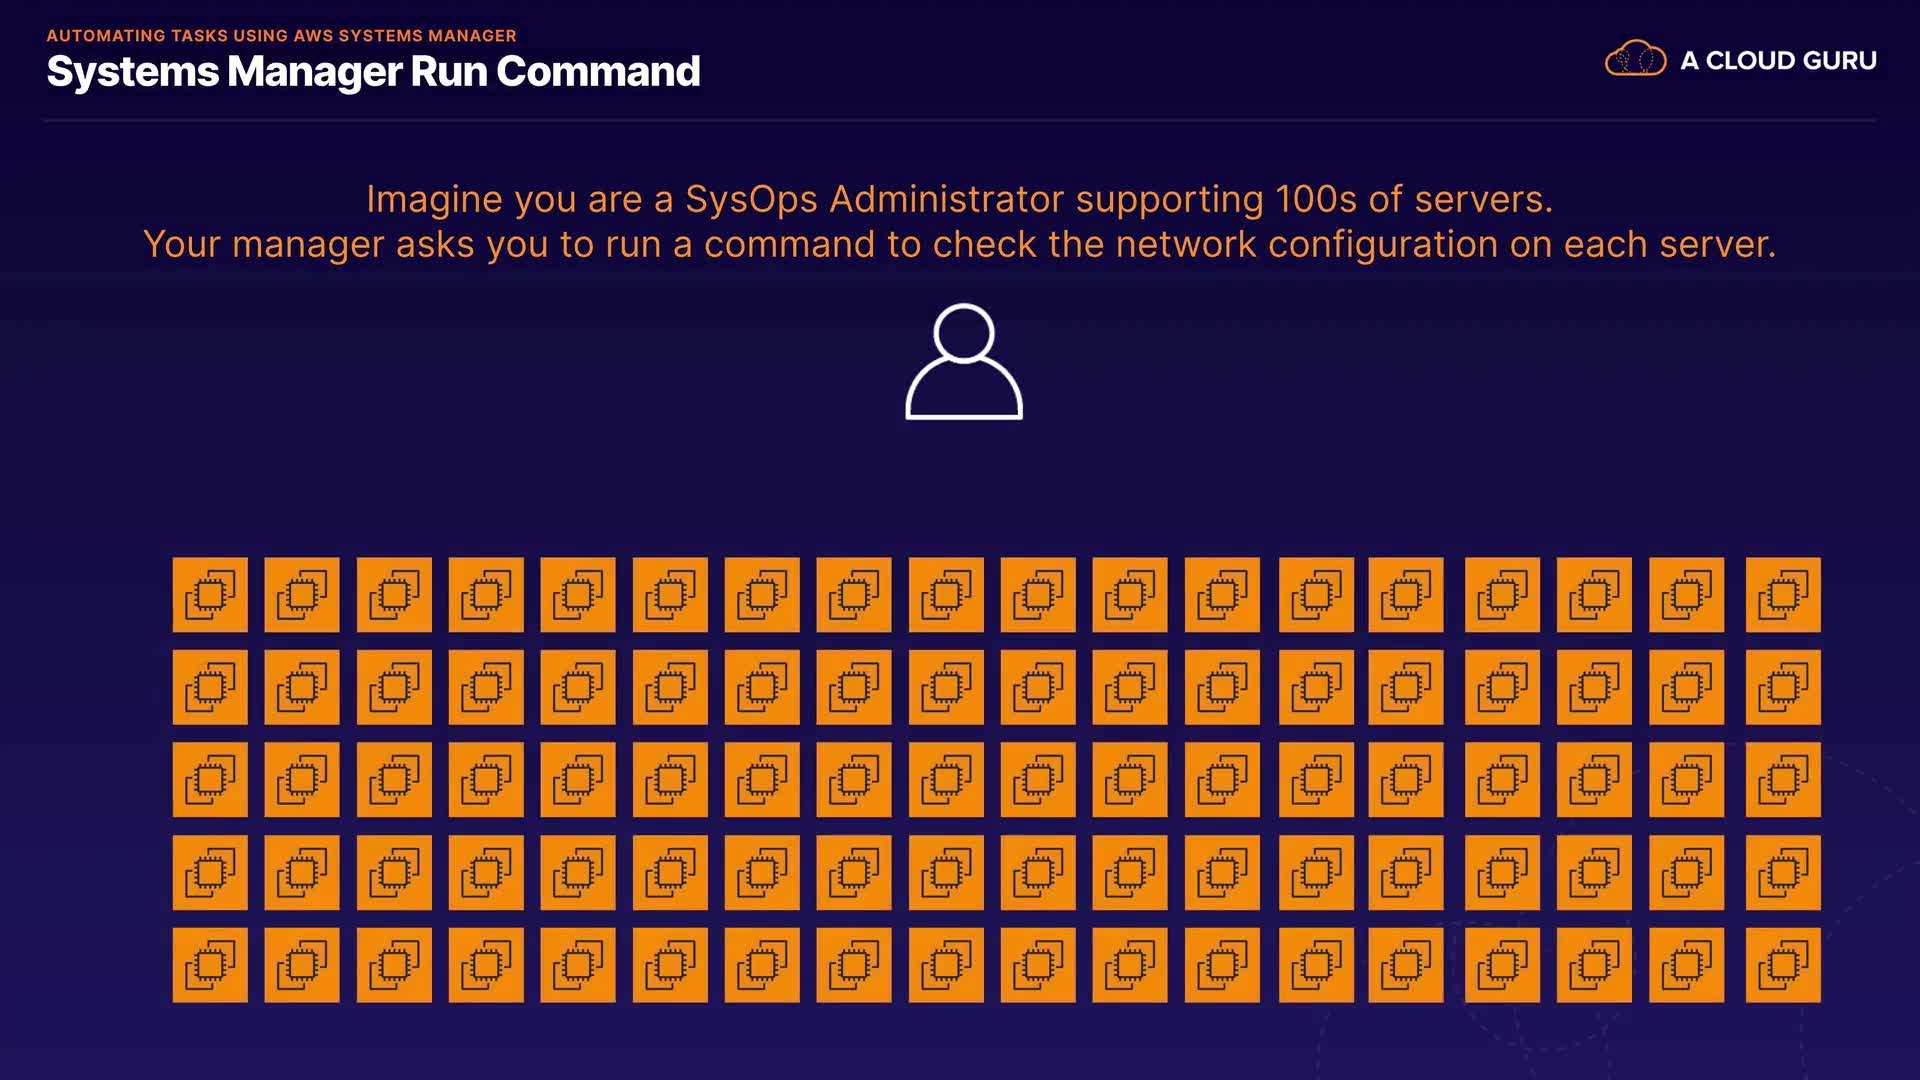 AUTOMATING TASKS USING AWS SYSTEMS MANAGER
Systems Manager Run Command
A CLOUD GURU
Imagine you are a SysOps Administrator supporting 100s of servers.
Your manager asks you to run a command to check the network configuration on each server.